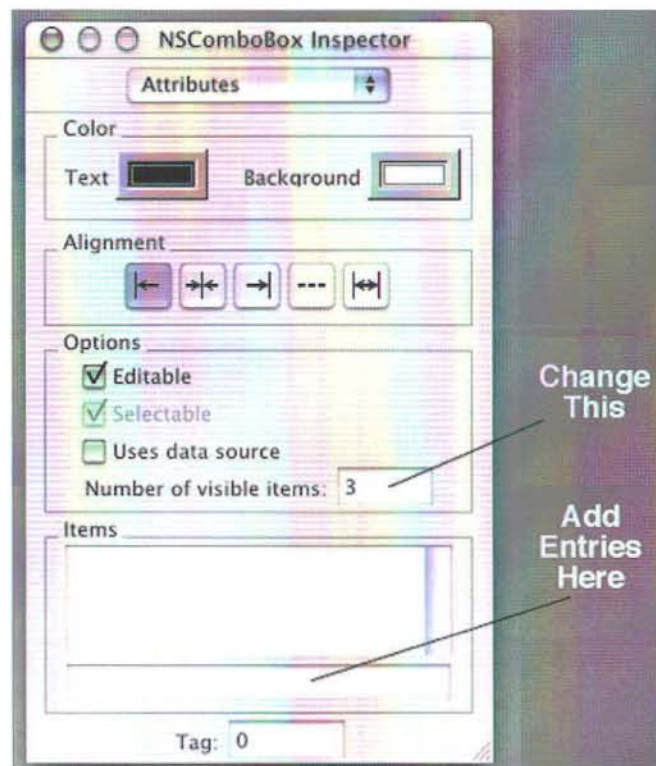 NSComboBox Inspector
Attributes
Color
Text
Background
Alignment
Options
Editable
Selectable
Uses data source
Number of visible items: 3
Change
This
Items
Add
Entries
Here
Tag: 0